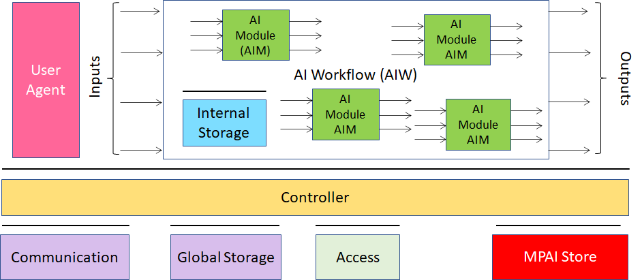 User
Agent
Inputs
AI
Module
(AIM)
AI
Module
AIM
AI Workflow (AIW)
Internal
Storage
AI
Module
AIM
AI
Module
AIM
Outputs
Controller
Communication
Global Storage
Access
MPAI Store